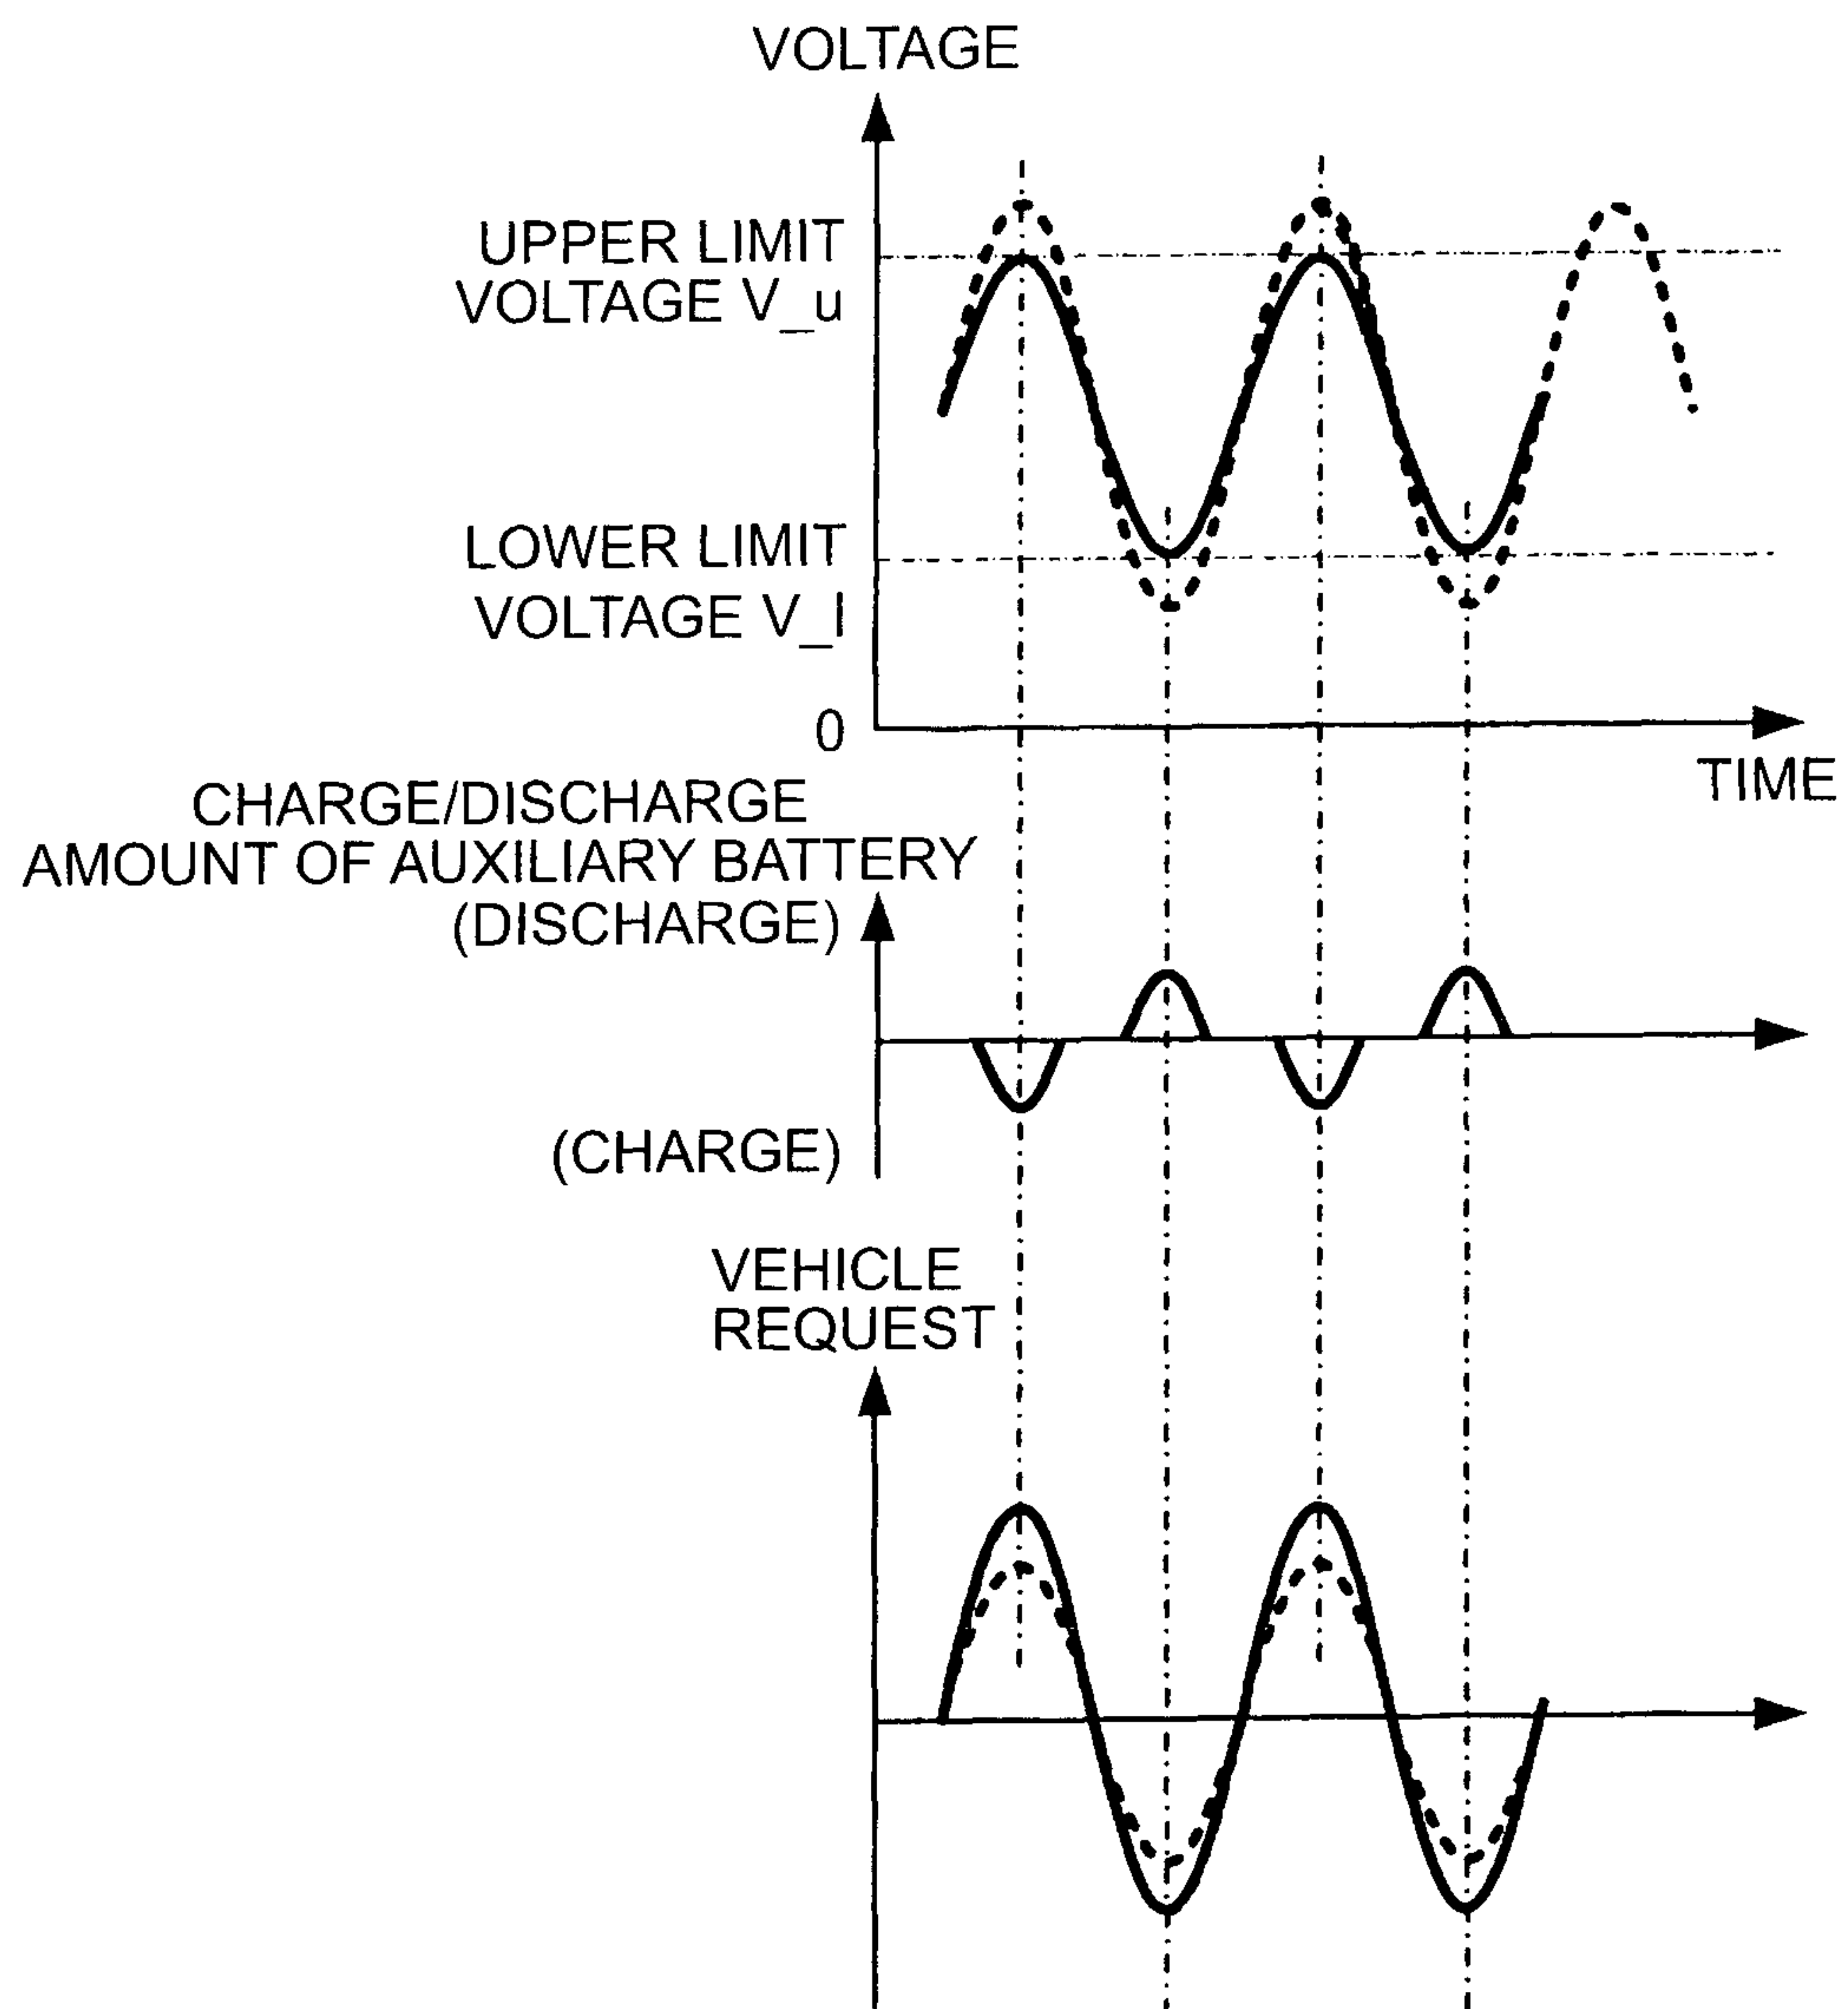 VOLTAGE
UPPER LIMIT
VOLTAGE V_u
LOWER LIMIT
VOLTAGE V_l
0
TIME
CHARGE/DISCHARGE
AMOUNT OF AUXILIARY BATTERY
(DISCHARGE)
(CHARGE)
VEHICLE
REQUEST